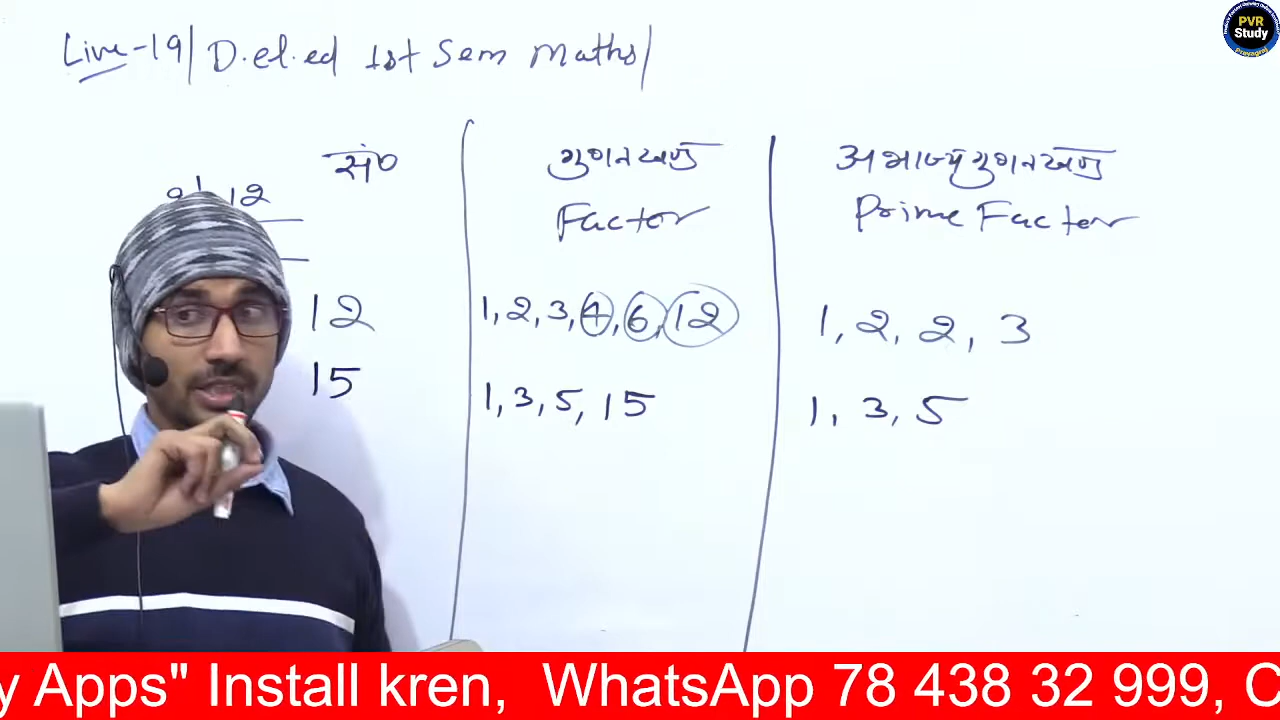 Live-19/ D.el.ed 1st Sem Maths/
PVR
Study
Prayagraj
सं०
गुणनखण्ड
अभाज्य गुणनखण्ड
12
Factor
Prime Factor
12
1, 2, 3, 4, 6, 12
1, 2, 2, 3
15
1, 3, 5, 15
1, 3, 5
y Apps" Install kren, WhatsApp 78 438 32 999, C